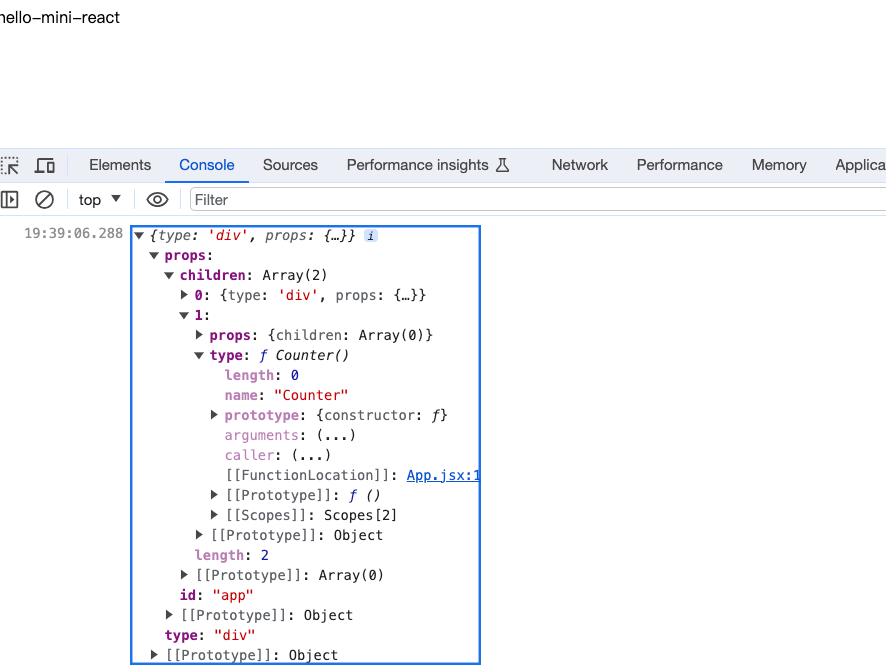 hello-mini-react
Elements Console Sources Performance insights Network Performance Memory Applica
top Filter
19:39:06.288 {type: 'div', props: {…}} i
props:
children: Array(2)
0: {type: 'div', props: {…}}
1:
props: {children: Array(0)}
type: ƒ Counter()
length: 0
name: "Counter"
prototype: {constructor: ƒ}
arguments: (...)
caller: (...)
[[FunctionLocation]]: App.jsx:1
[[Prototype]]: ƒ ()
[[Scopes]]: Scopes[2]
[[Prototype]]: Object
length: 2
[[Prototype]]: Array(0)
id: "app"
[[Prototype]]: Object
type: "div"
[[Prototype]]: Object